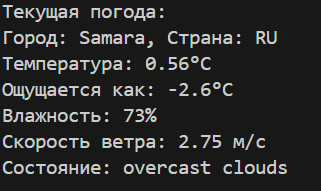 Текущая погода:
Город: Samara, Страна: RU
Температура: 0.56°C
Ощущается как: -2.6°C
Влажность: 73%
Скорость ветра: 2.75 м/с
Состояние: overcast clouds